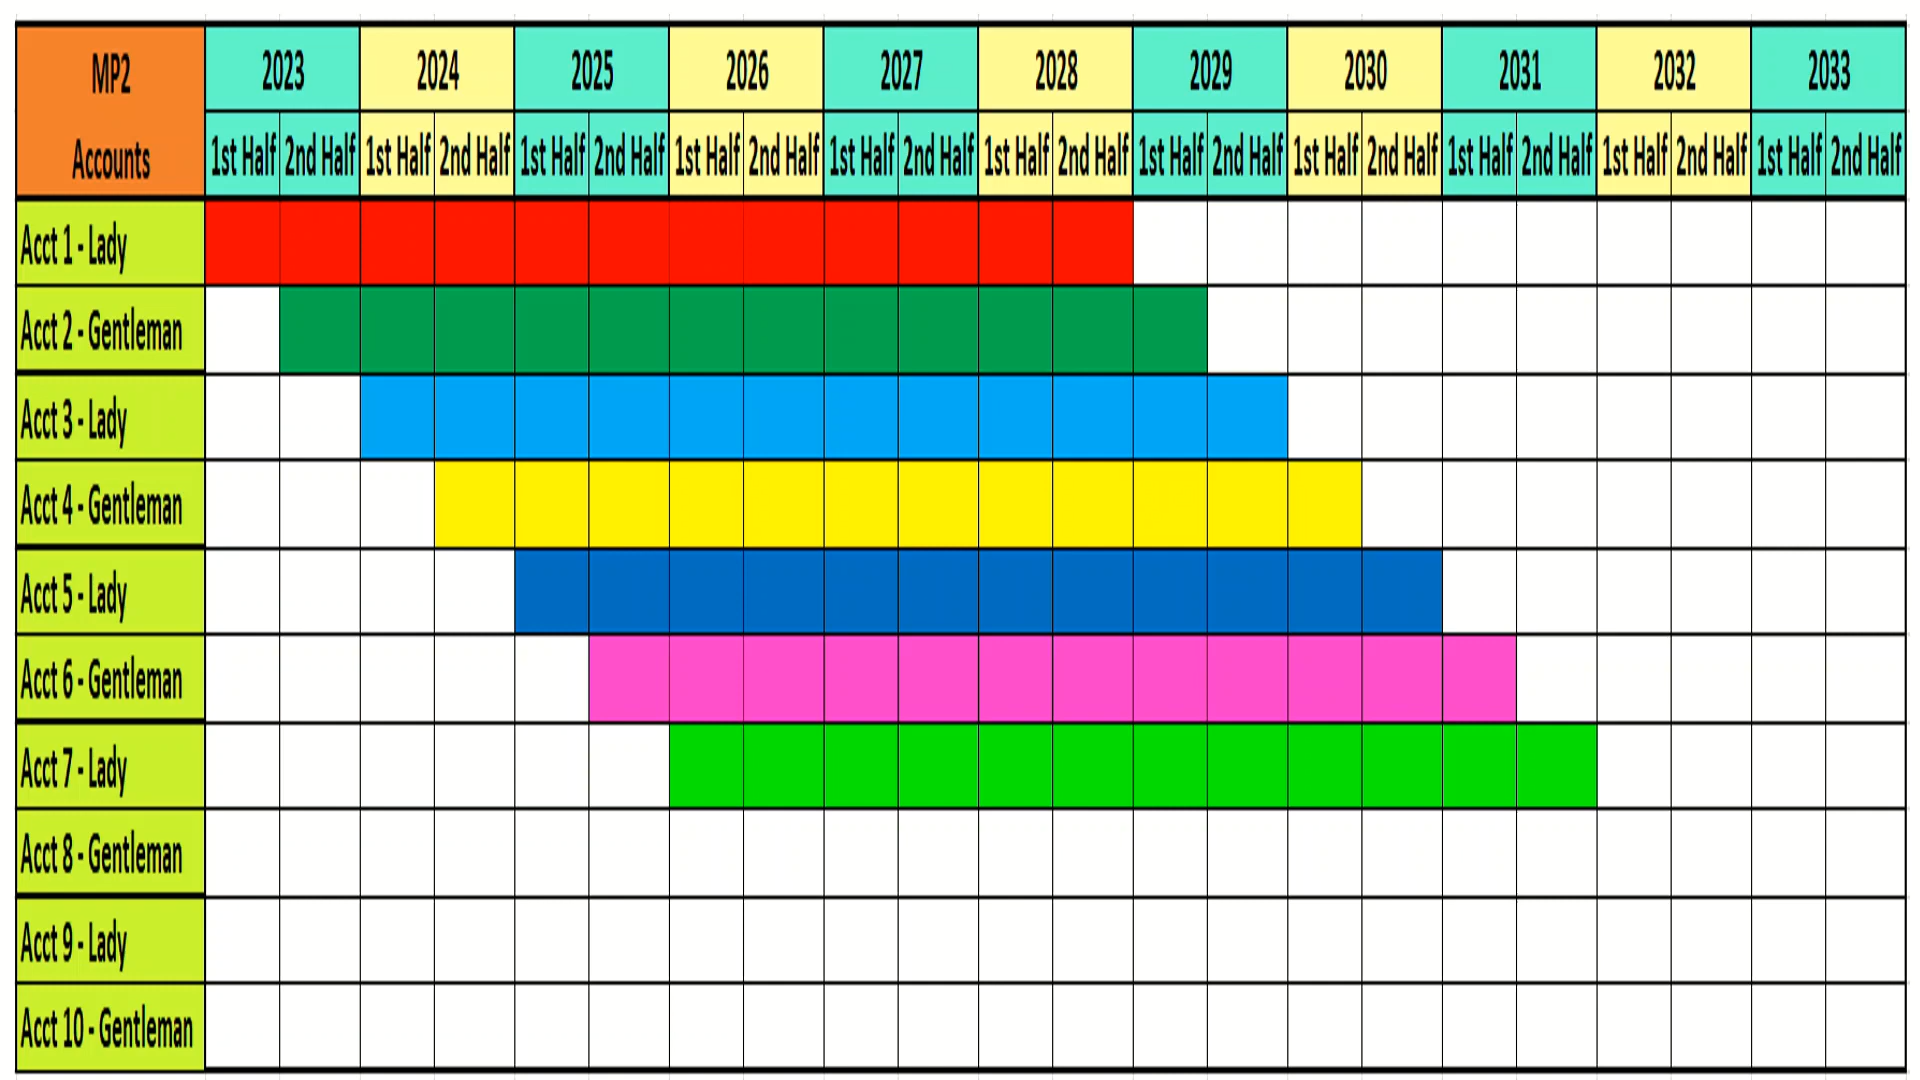 MP2
Accounts
2023 2024 2025 2026 2027 2028 2029 2030 2031 2032 2033
1st Half 2nd Half 1st Half 2nd Half 1st Half 2nd Half 1st Half 2nd Half 1st Half 2nd Half 1st Half 2nd Half 1st Half 2nd Half 1st Half 2nd Half 1st Half 2nd Half 1st Half 2nd Half 1st Half 2nd Half
Acct 1 - Lady
Acct 2 - Gentleman
Acct 3 - Lady
Acct 4 - Gentleman
Acct 5 - Lady
Acct 6 - Gentleman
Acct 7 - Lady
Acct 8 - Gentleman
Acct 9 - Lady
Acct 10 - Gentleman